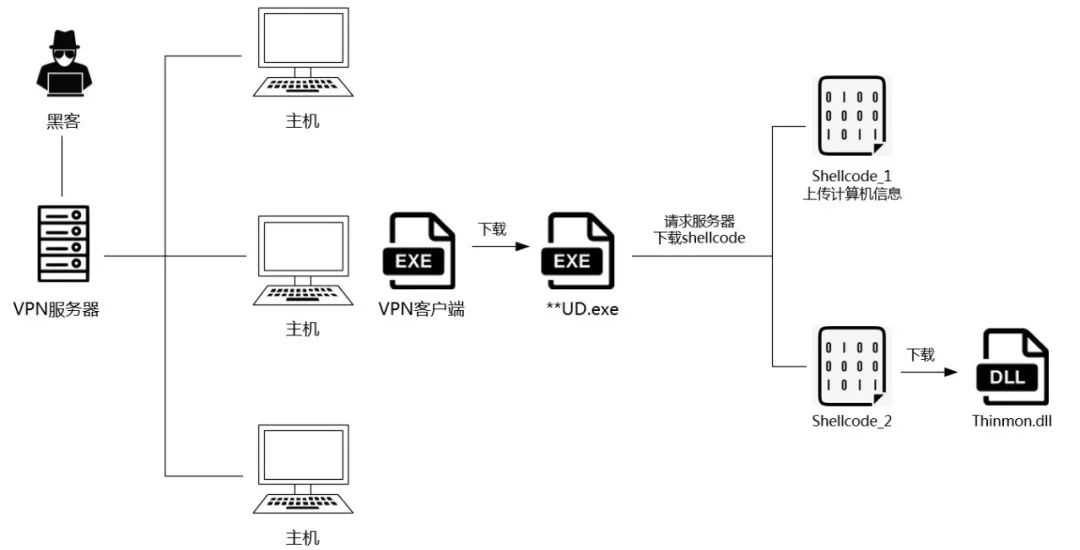 黑客
VPN服务器
主机
主机
主机
EXE
VPN客户端
下载
EXE
**UD.exe
请求服务器
下载shellcode
0 1 0 0
0 0 0 0
1 0 1 1
Shellcode_1
上传计算机信息
0 1 0 0
0 0 0 0
1 0 1 1
Shellcode_2
下载
DLL
Thinmon.dll